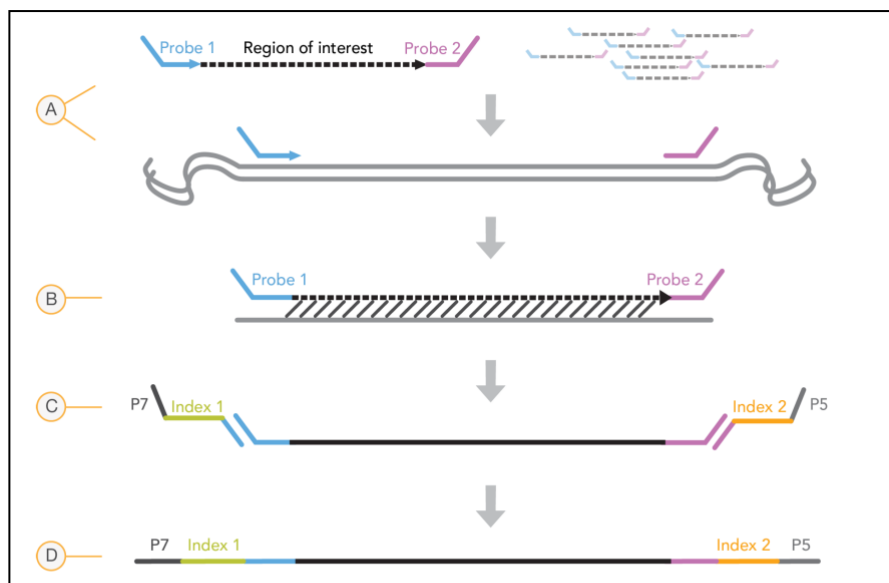 Probe 1 Region of interest Probe 2
A
B
Probe 1 Probe 2
C
P7 Index 1 Index 2 P5
D
P7 Index 1 Index 2 P5